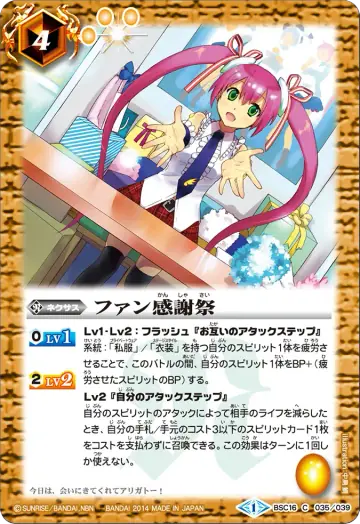 4
ファン感謝祭
かんしゃさい
ネクサス
0 LV1
2 LV2
Lv1・Lv2：フラッシュ『お互いのアタックステップ』
系統：「私服」／「衣装」を持つ自分のスピリット1体を疲労さ
せることで、このバトルの間、自分のスピリット1体をBP+（疲
労させたスピリットのBP）する。
Lv2『自分のアタックステップ』
自分のスピリットのアタックによって相手のライフを減らした
とき、自分の手札／手元のコスト3以下のスピリットカード1枚
をコストを支払わずに召喚できる。この効果はターンに1回し
か使えない。
今日は、会いにきてくれてアリガトー！
©SUNRISE/BANDAI,NBN ©BANDAI 2014 MADE IN JAPAN
1
BSC16 C 035/039